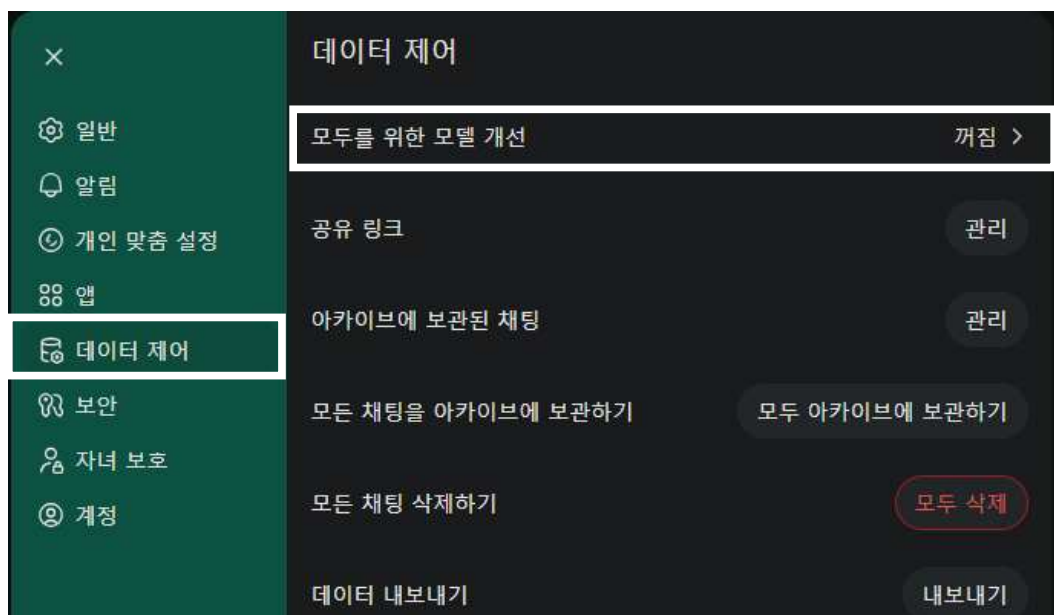 데이터 제어
일반
알림
개인 맞춤 설정
앱
데이터 제어
보안
자녀 보호
계정
모두를 위한 모델 개선 꺼짐
공유 링크 관리
아카이브에 보관된 채팅 관리
모든 채팅을 아카이브에 보관하기 모두 아카이브에 보관하기
모든 채팅 삭제하기 모두 삭제
데이터 내보내기 내보내기